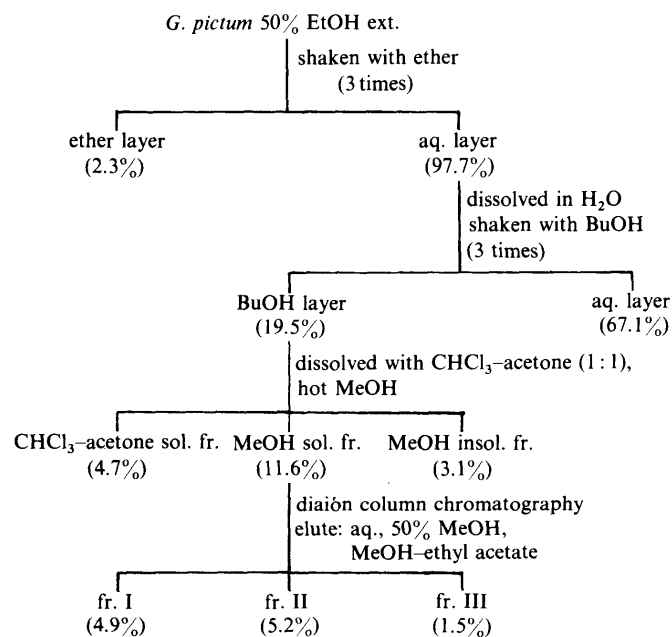 G. pictum 50% EtOH ext.
shaken with ether
(3 times)
ether layer
(2.3%)
aq. layer
(97.7%)
dissolved in H₂O
shaken with BuOH
(3 times)
BuOH layer
(19.5%)
aq. layer
(67.1%)
dissolved with CHCl₃–acetone (1 : 1),
hot MeOH
CHCl₃–acetone sol. fr.
(4.7%)
MeOH sol. fr.
(11.6%)
MeOH insol. fr.
(3.1%)
diaión column chromatography
elute: aq., 50% MeOH,
MeOH–ethyl acetate
fr. I
(4.9%)
fr. II
(5.2%)
fr. III
(1.5%)